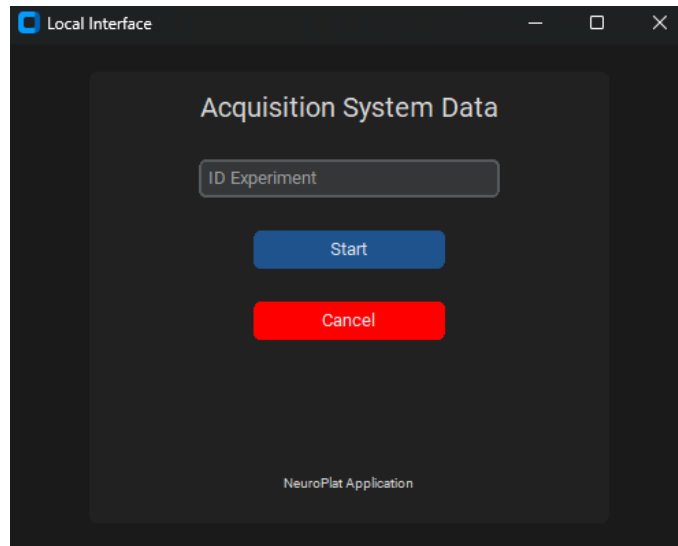 Local Interface
Acquisition System Data
ID Experiment
Start
Cancel
NeuroPlat Application